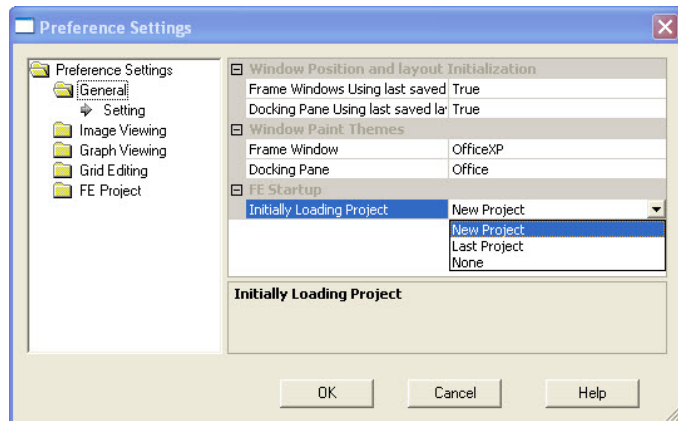 Preference Settings
Preference Settings
General
Setting
Image Viewing
Graph Viewing
Grid Editing
FE Project
Window Position and layout Initialization
Frame Windows Using last saved True
Docking Pane Using last saved la True
Window Paint Themes
Frame Window OfficeXP
Docking Pane Office
FE Startup
Initially Loading Project New Project
New Project
Last Project
None
Initially Loading Project
OK Cancel Help